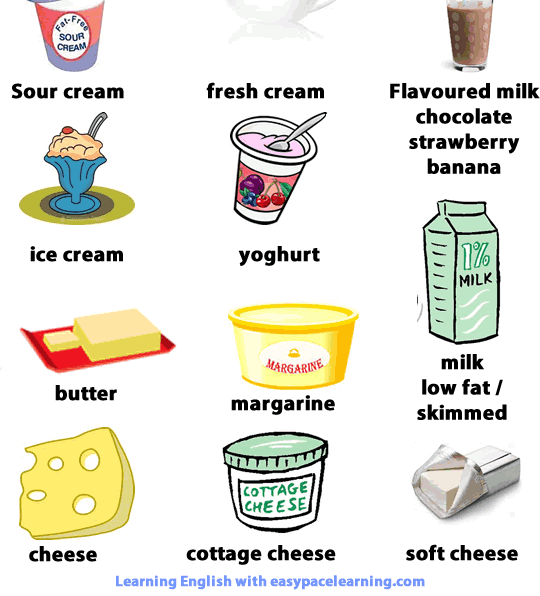 Fat-Free
SOUR
CREAM
Sour cream
fresh cream
Flavoured milk
chocolate
strawberry
banana
ice cream
yoghurt
1%
MILK
milk
low fat /
skimmed
butter
MARGARINE
margarine
cheese
COTTAGE
CHEESE
cottage cheese
soft cheese
Learning English with easypacelearning.com